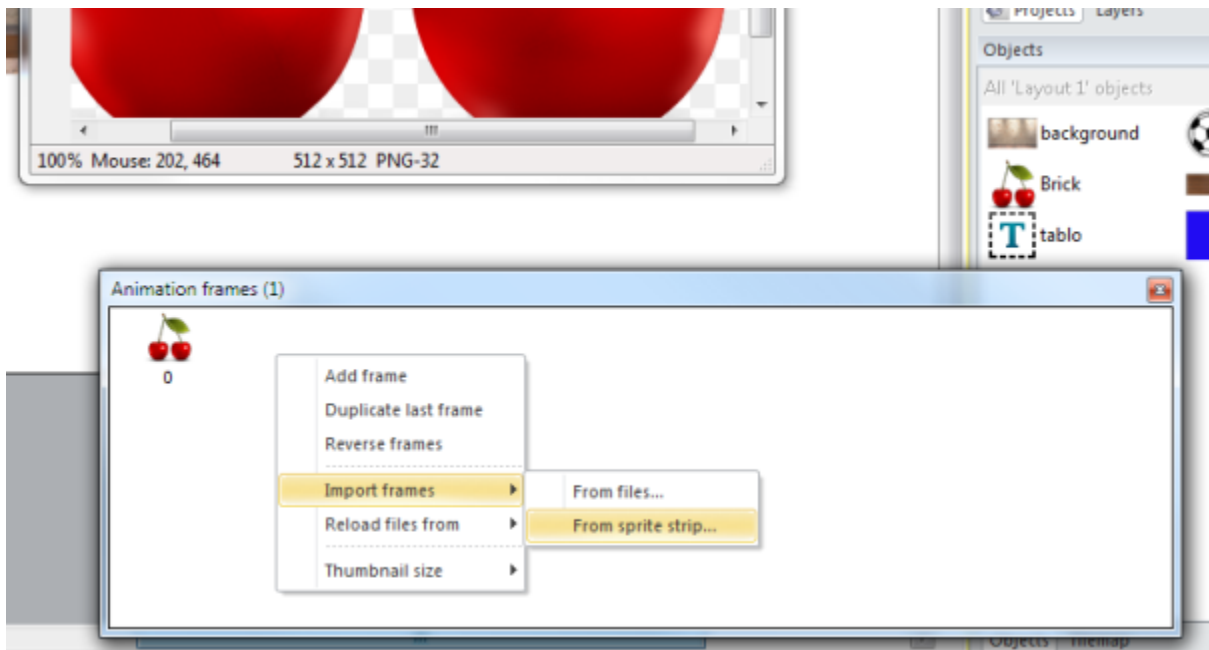 Projects Layers
Objects
All 'Layout 1' objects
background
100% Mouse: 202, 464 512 x 512 PNG-32
Brick
T tablo
Animation frames (1)
0
Add frame
Duplicate last frame
Reverse frames
Import frames
From files...
Reload files from
From sprite strip...
Thumbnail size
Objects Tilemap